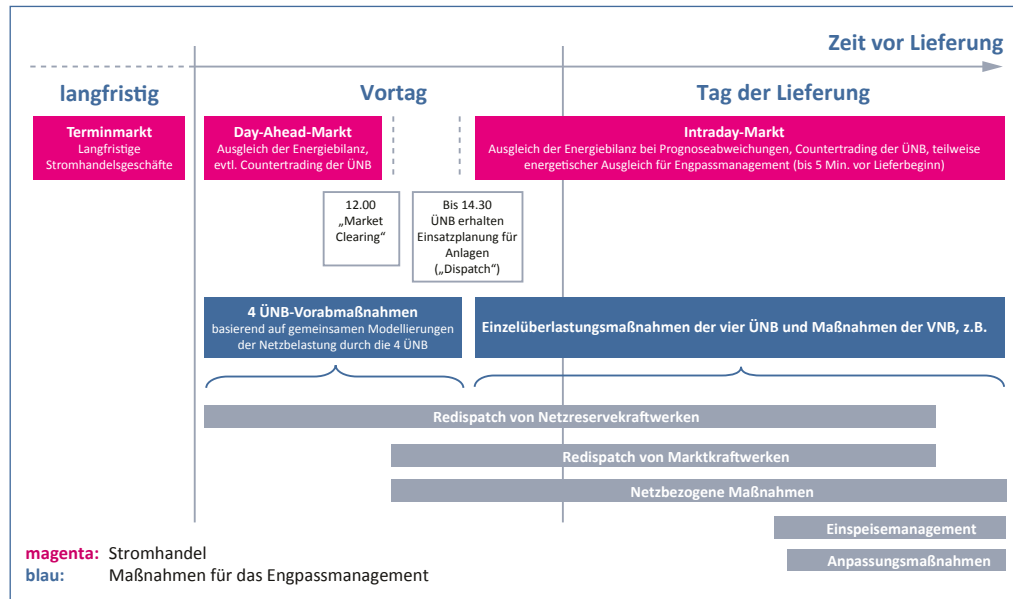 Zeit vor Lieferung
langfristig
Vortag
Tag der Lieferung
Terminmarkt
Langfristige
Stromhandelsgeschäfte
Day-Ahead-Markt
Ausgleich der Energiebilanz,
evtl. Countertrading der ÜNB
Intraday-Markt
Ausgleich der Energiebilanz bei Prognoseabweichungen, Countertrading der ÜNB, teilweise
energetischer Ausgleich für Engpassmanagement (bis 5 Min. vor Lieferbeginn)
12.00
„Market
Clearing“
Bis 14.30
ÜNB erhalten
Einsatzplanung für
Anlagen
(„Dispatch“)
4 ÜNB-Vorabmaßnahmen
basierend auf gemeinsamen Modellierungen
der Netzbelastung durch die 4 ÜNB
Einzelüberlastungsmaßnahmen der vier ÜNB und Maßnahmen der VNB, z.B.
Redispatch von Netzreservekraftwerken
Redispatch von Marktkraftwerken
Netzbezogene Maßnahmen
Einspeisemanagement
Anpassungsmaßnahmen
magenta: Stromhandel
blau: Maßnahmen für das Engpassmanagement